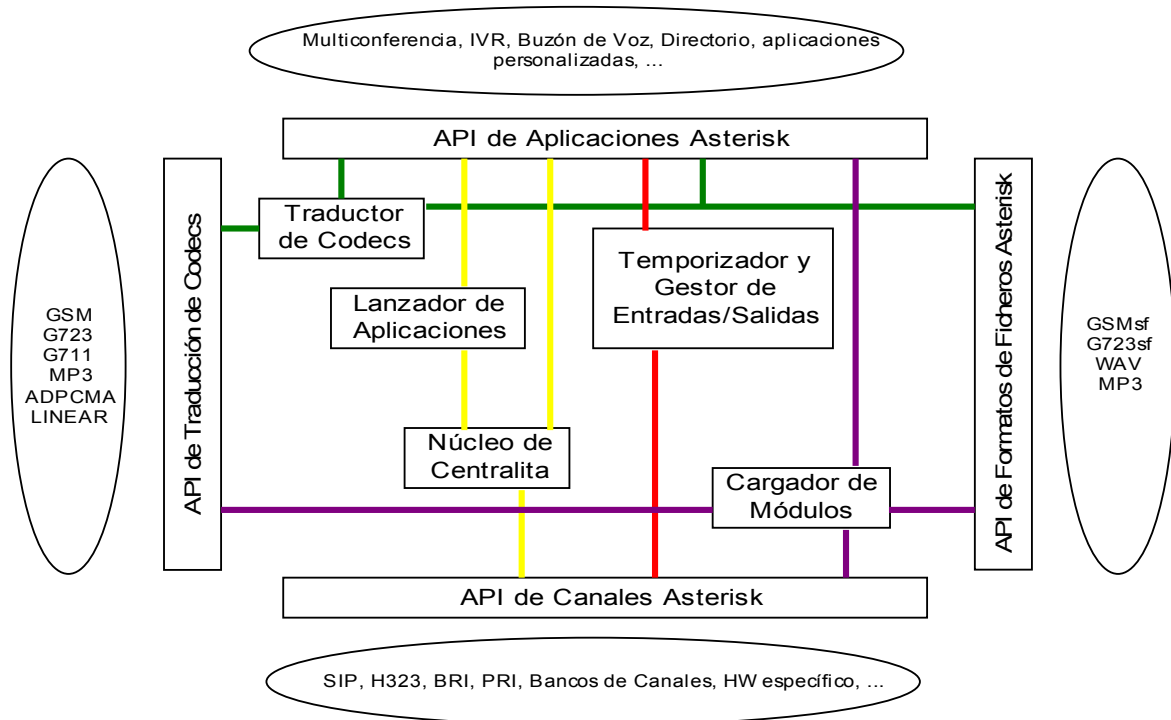 Multiconferencia, IVR, Buzón de Voz, Directorio, aplicaciones
personalizadas, ...
API de Aplicaciones Asterisk
API de Traducción de Codecs
Traductor
de Codecs
Temporizador y
Gestor de
Entradas/Salidas
Lanzador de
Aplicaciones
Núcleo de
Centralita
Cargador de
Módulos
API de Formatos de Ficheros Asterisk
GSM
G723
G711
MP3
ADPCMA
LINEAR
GSMsf
G723sf
WAV
MP3
API de Canales Asterisk
SIP, H323, BRI, PRI, Bancos de Canales, HW específico, ...